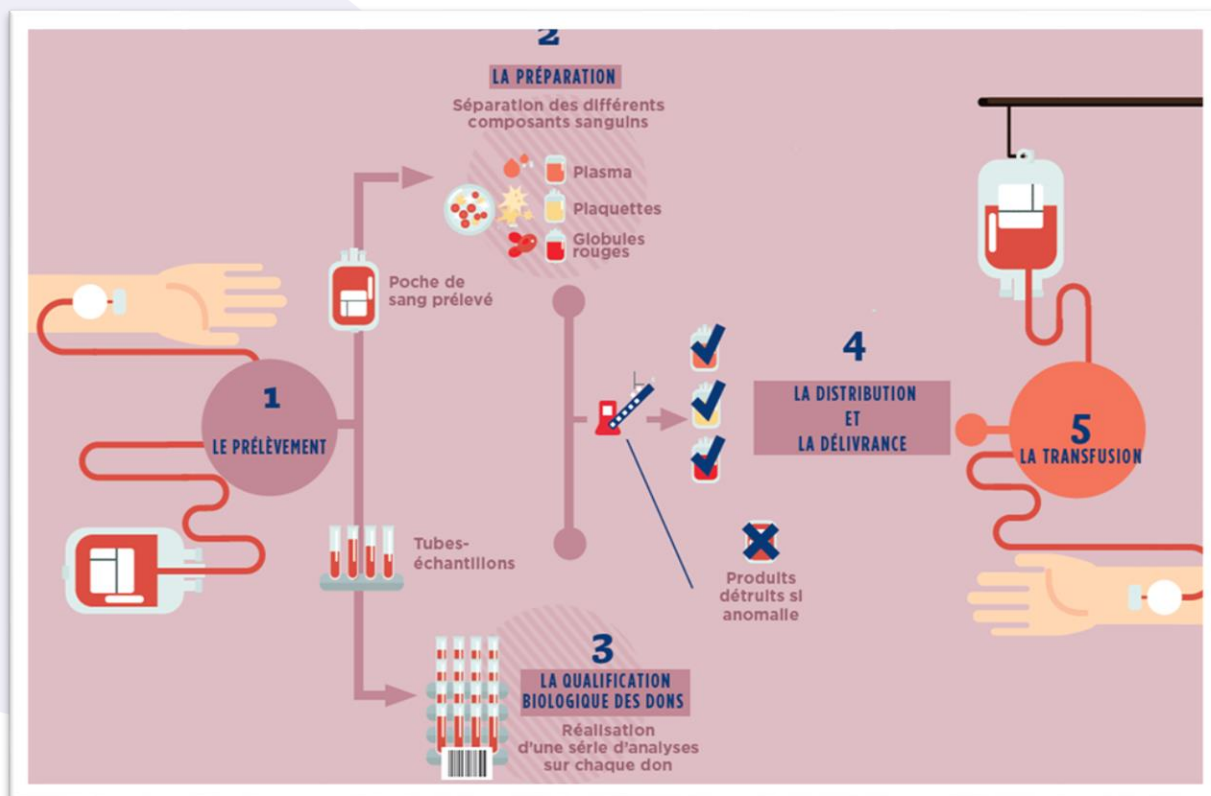 2
LA PRÉPARATION
Séparation des différents
composants sanguins
Plasma
Plaquettes
Globules
rouges
Poche de
sang prélevé
1
LE PRÉLÈVEMENT
4
LA DISTRIBUTION
ET
LA DÉLIVRANCE
5
LA TRANSFUSION
Tubes-
échantillons
Produits
détruits si
anomalie
3
LA QUALIFICATION
BIOLOGIQUE DES DONS
Réalisation
d'une série d'analyses
sur chaque don